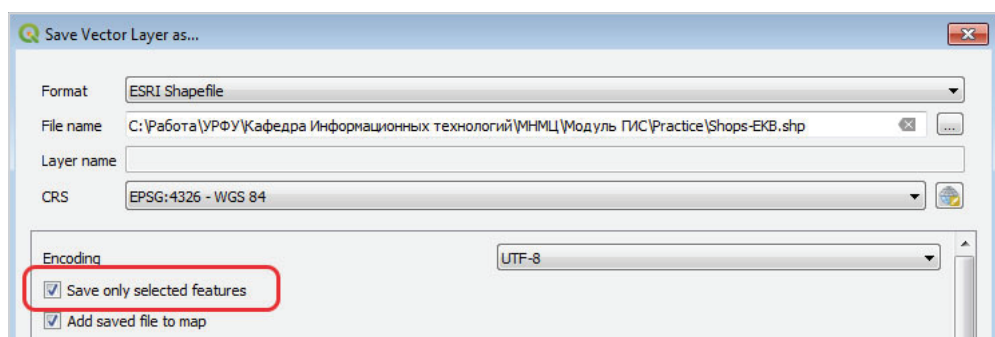 Save Vector Layer as...
Format ESRI Shapefile
File name C:\Работа\УРФУ\Кафедра Информационных технологий\МНМЦ\Модуль ГИС\Practice\Shops-EKB.shp ...
Layer name
CRS EPSG:4326 - WGS 84
Encoding UTF-8
Save only selected features
Add saved file to map